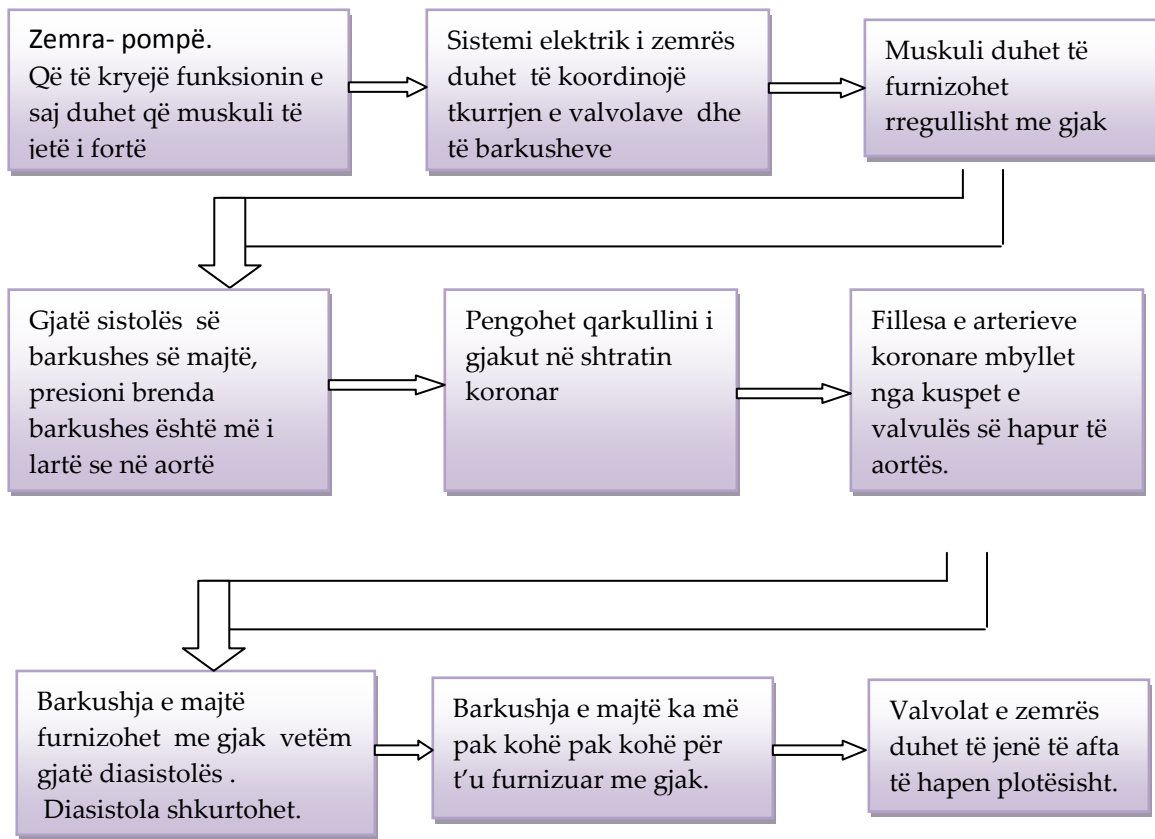 Zemra- pompë.
Që të kryejë funksionin e
saj duhet që muskuli të
jetë i fortë
Sistemi elektrik i zemrës
duhet të koordinojë
tkurrjen e valvolave dhe
të barkusheve
Muskuli duhet të
furnizohet
rregullisht me gjak
Gjatë sistolës së
barkushes së majtë,
presioni brenda
barkushes është më i
lartë se në aortë
Pengohet qarkullini i
gjakut në shtratin
koronar
Fillesa e arterieve
koronare mbyllet
nga kuspet e
valvulës së hapur të
aortës.
Barkushja e majtë
furnizohet me gjak vetëm
gjatë diasistolës .
Diasistola shkurtohet.
Barkushja e majtë ka më
pak kohë pak kohë për
t’u furnizuar me gjak.
Valvolat e zemrës
duhet të jenë të afta
të hapen plotësisht.